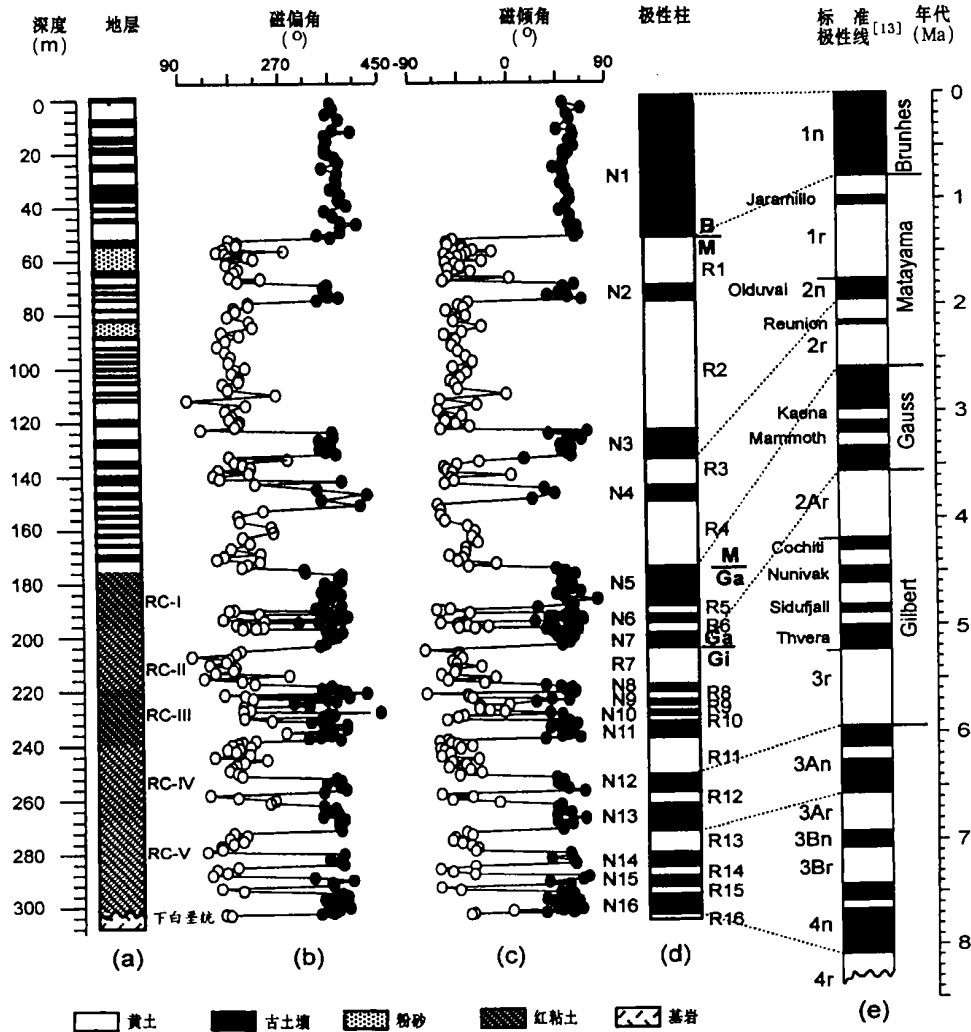 深度
(m)
地层
磁偏角
(°)
磁倾角
(°)
极性柱
标 准
极性线[13]
年代
(Ma)
90 270 450
-90 0 90
0
20
40
60
80
100
120
140
160
180
200
220
240
260
280
300
RC-I
RC-II
RC-III
RC-IV
RC-V
下白垩统
N1
N2
N3
N4
N5
N6
N7
R7
N8
N9
N10
N11
N12
N13
N14
N15
N16
B
M
R1
R2
R3
R4
M
Ga
R5
R6
Ga
Gi
R8
R9
R10
R11
R12
R13
R14
R15
R16
1n
Jaramillo
1r
Olduvai 2n
Reunion
2r
Kaena
Mammoth
2Ar
Cochiti
Nunivak
Sidufjall
Thvera
3r
3An
3Ar
3Bn
3Br
4n
4r
Brunhes
Matayama
Gauss
Gilbert
0
1
2
3
4
5
6
7
8
(a)
(b)
(c)
(d)
(e)
黄土
古土壤
粉砂
红粘土
基岩